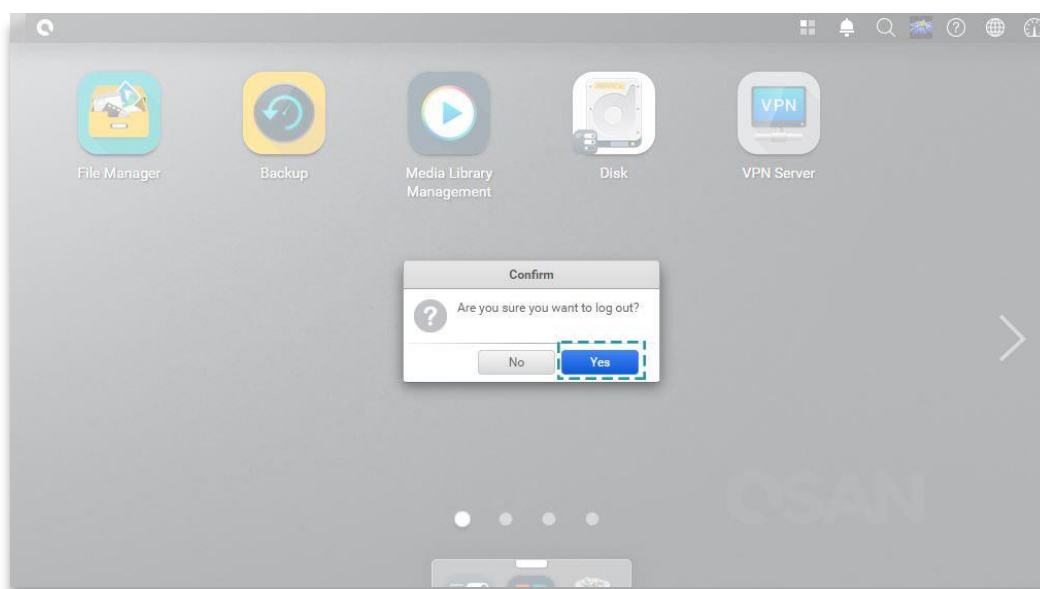 File Manager
Backup
Media Library
Management
Disk
VPN
VPN Server
Confirm
Are you sure you want to log out?
No
Yes
QSAN